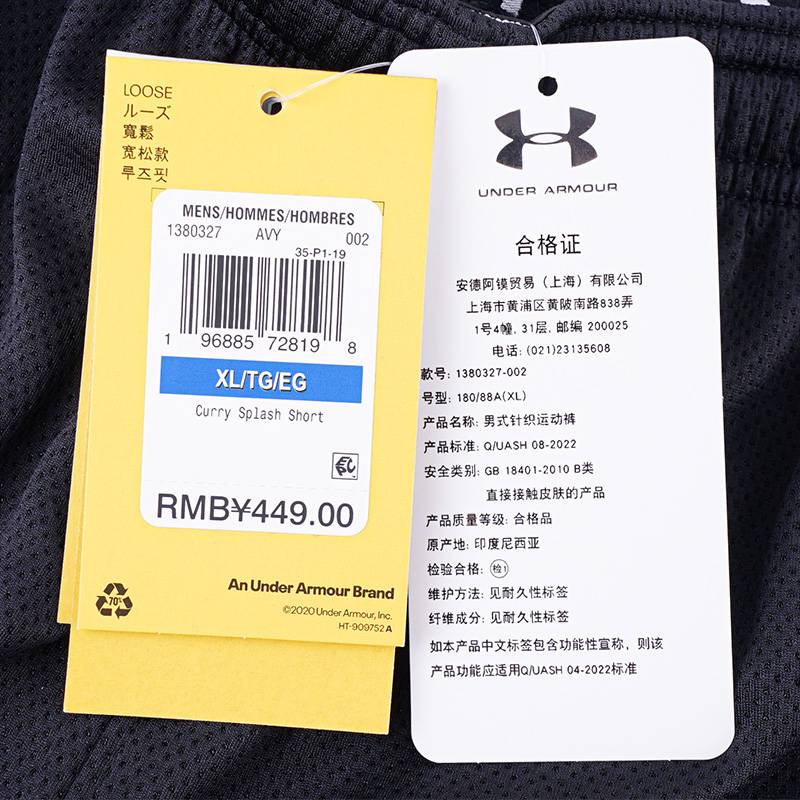 LOOSE
ルーズ
寬鬆
宽松款
루즈핏
MENS/HOMMES/HOMBRES
1380327 AVY 002
35-P1-19
1 96885 72819 8
XL/TG/EG
Curry Splash Short
RMB¥449.00
70%
An Under Armour Brand
©2020 Under Armour, Inc.
HT-909752 A
UNDER ARMOUR
合格证
安德阿镆贸易（上海）有限公司
上海市黄浦区黄陂南路838弄
1号4幢, 31层, 邮编 200025
电话: (021)23135608
款号: 1380327-002
号型: 180/88A(XL)
产品名称: 男式针织运动裤
产品标准: Q/UASH 08-2022
安全类别: GB 18401-2010 B类
直接接触皮肤的产品
产品质量等级: 合格品
原产地: 印度尼西亚
检验合格: 检1
维护方法: 见耐久性标签
纤维成分: 见耐久性标签
如本产品中文标签包含功能性宣称，则该
产品功能应适用Q/UASH 04-2022标准